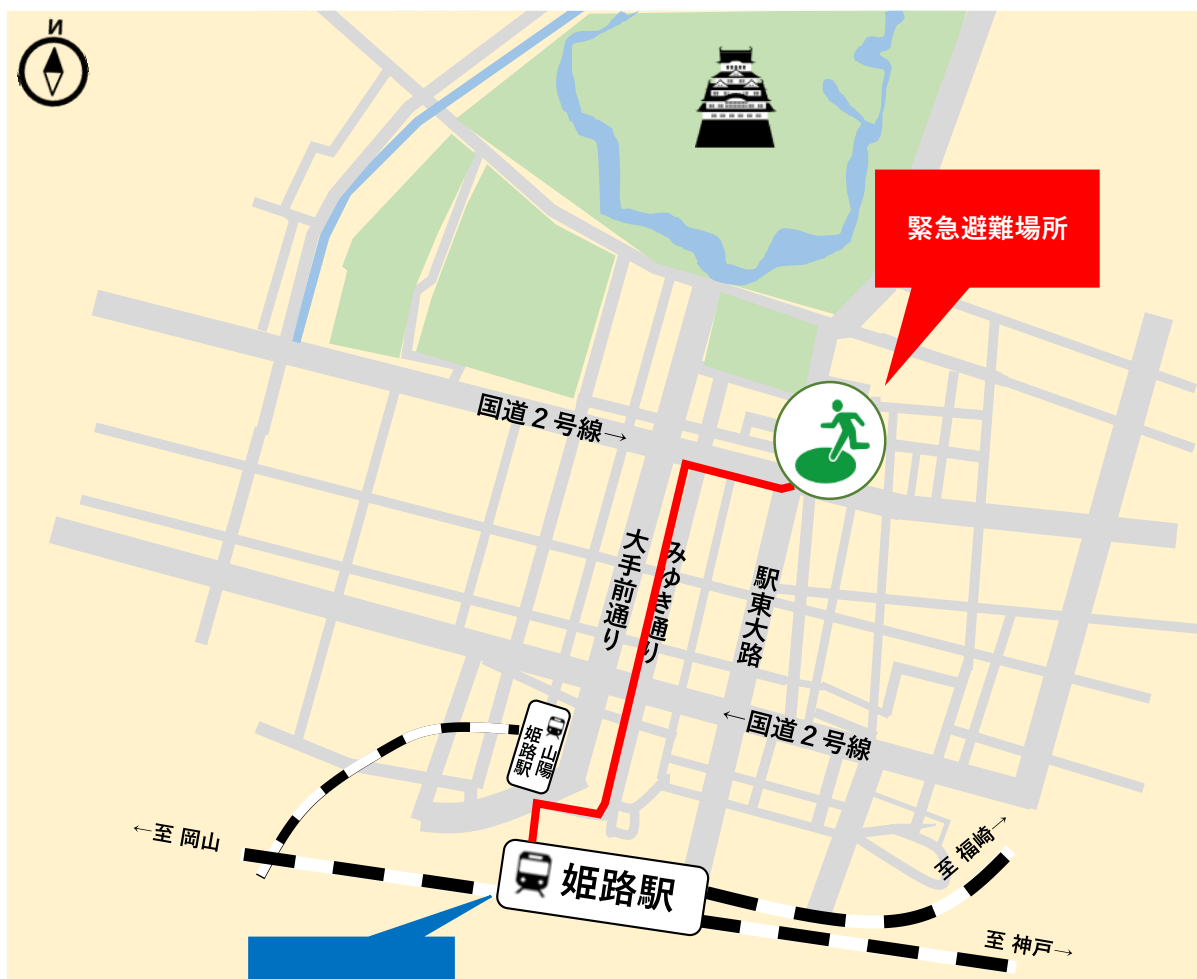 N
緊急避難場所
国道２号線→
大手前通り
みゆき通り
駅東大路
←国道２号線
山陽
姫路駅
←至 岡山
姫路駅
至 福崎→
至 神戸→